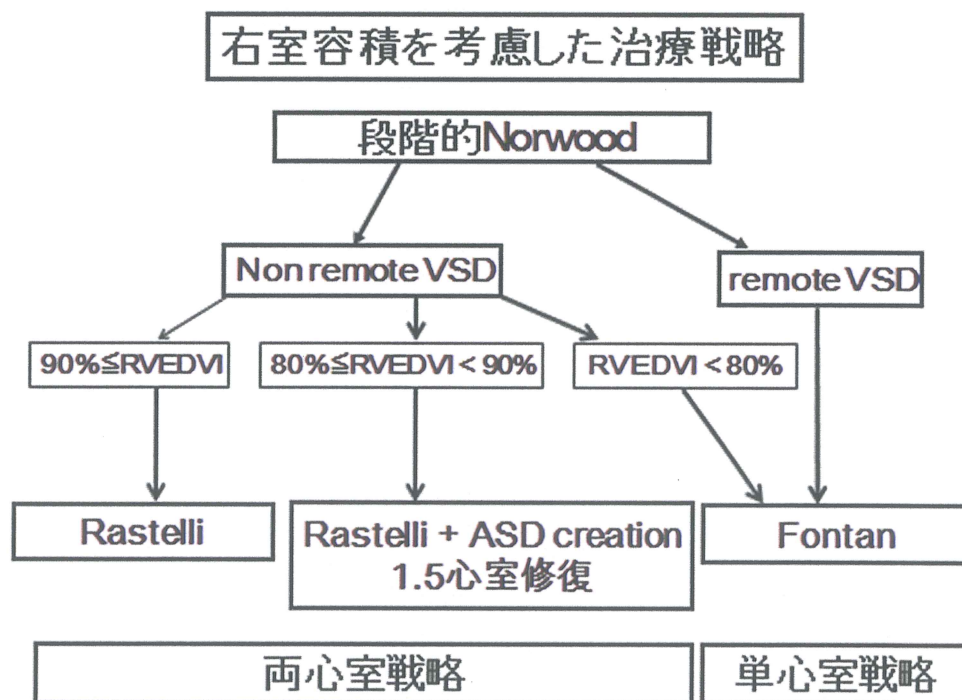 右室容積を考慮した治療戦略
段階的Norwood
Non remote VSD
remote VSD
90%≦RVEDVI
80%≦RVEDVI < 90%
RVEDVI < 80%
Rastelli
Rastelli + ASD creation
1.5心室修復
Fontan
両心室戦略
単心室戦略